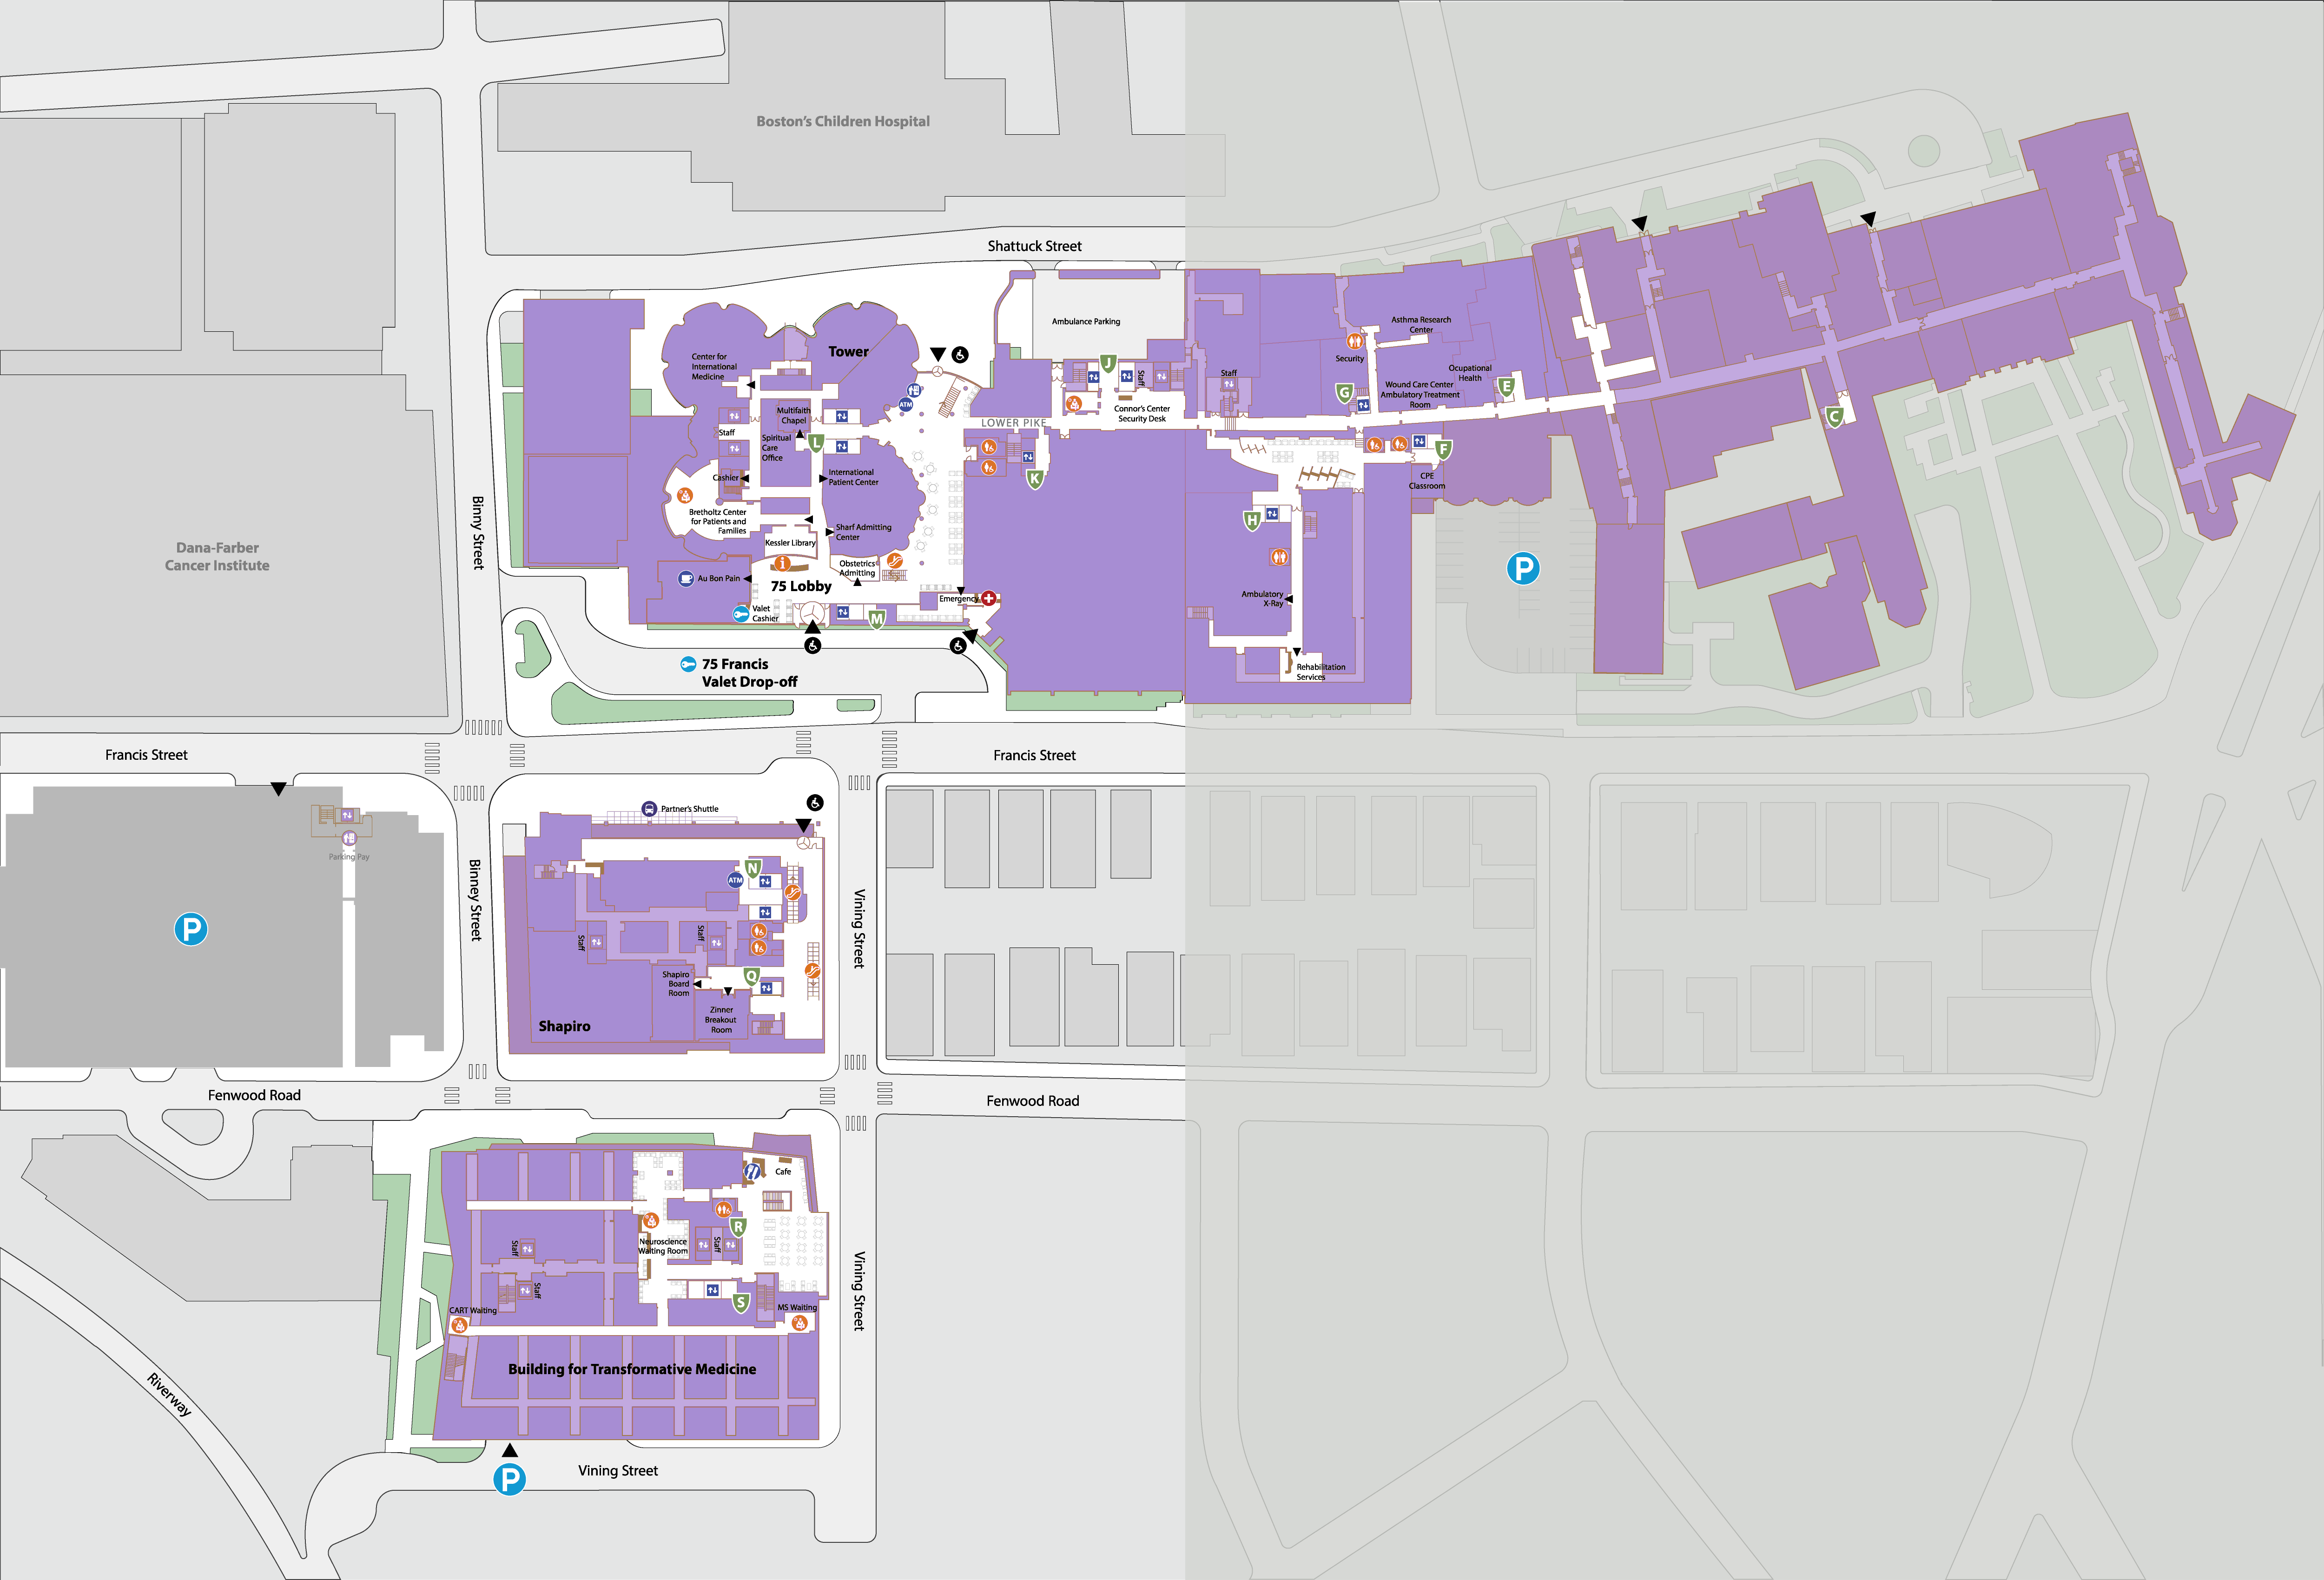 Boston's Children Hospital
Shattuck Street
Ambulance Parking
Asthma Research
Center
Tower
Center for
International
Medicine
Security
Staff
Staff
Ocupational
Health
Wound Care Center
Ambulatory Treatment
Room
E
G
J
ATM
Multifaith
Chapel
Connor's Center
Security Desk
C
LOWER PIKE
Staff
L
Spiritual
Care
Office
F
Cashier
International
Patient Center
K
CPE
Classroom
Bretholtz Center
for Patients and
Families
H
Sharf Admitting
Center
Kessler Library
Binny Street
Dana-Farber
Cancer Institute
i
Obstetrics
Admitting
P
Au Bon Pain
75 Lobby
Emergency
Ambulatory
X-Ray
Valet
Cashier
M
75 Francis
Valet Drop-off
Rehabilitation
Services
Francis Street
Francis Street
Partner's Shuttle
Parking Pay
N
ATM
Binney Street
Vining Street
P
Staff
Staff
Q
Shapiro
Board
Room
Zinner
Breakout
Room
Shapiro
Fenwood Road
Fenwood Road
Cafe
R
Neuroscience
Waiting Room
Staff
Staff
Staff
Vining Street
S
CART Waiting
MS Waiting
Building for Transformative Medicine
Riverway
Vining Street
P